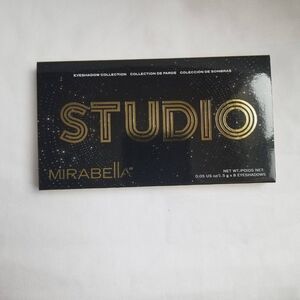 EYESHADOW COLLECTION COLLECTION DE FARDS COLECCIÓN DE SOMBRAS
STUDIO
MIRABEllA
NET WT./POIDS NET:
0.05 US oz/1.5 g x 8 EYESHADOWS